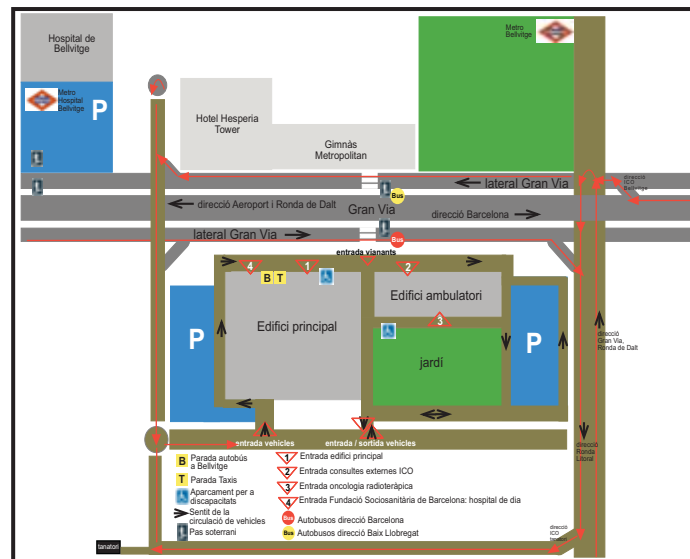 Hospital de
Bellvitge
Metro
Bellvitge
Metro
Hospital
Bellvitge
P
Hotel Hesperia
Tower
Gimnàs
Metropolitan
direcció
ICO
Bellvitge
lateral Gran Via
direcció Aeroport i Ronda de Dalt
Bus
Gran Via
direcció Barcelona
lateral Gran Via
Bus
entrada vianants
4
B T
1
2
Edifici principal
Edifici ambulatori
3
P
P
jardí
direcció
Gran Via,
Ronda de Dalt
entrada vehicles
entrada / sortida vehicles
direcció
Ronda
Litoral
B
Parada autobús
a Bellvitge
T
Parada Taxis
Aparcament per a
discapacitats
Sentit de la
circulació de vehicles
Pas soterrani
1 Entrada edifici principal
2 Entrada consultes externes ICO
3 Entrada oncologia radioteràpica
4 Entrada Fundació Sociosanitària de Barcelona: hospital de dia
Bus Autobusos direcció Barcelona
Bus Autobusos direcció Baix Llobregat
direcció
ICO
tanatori